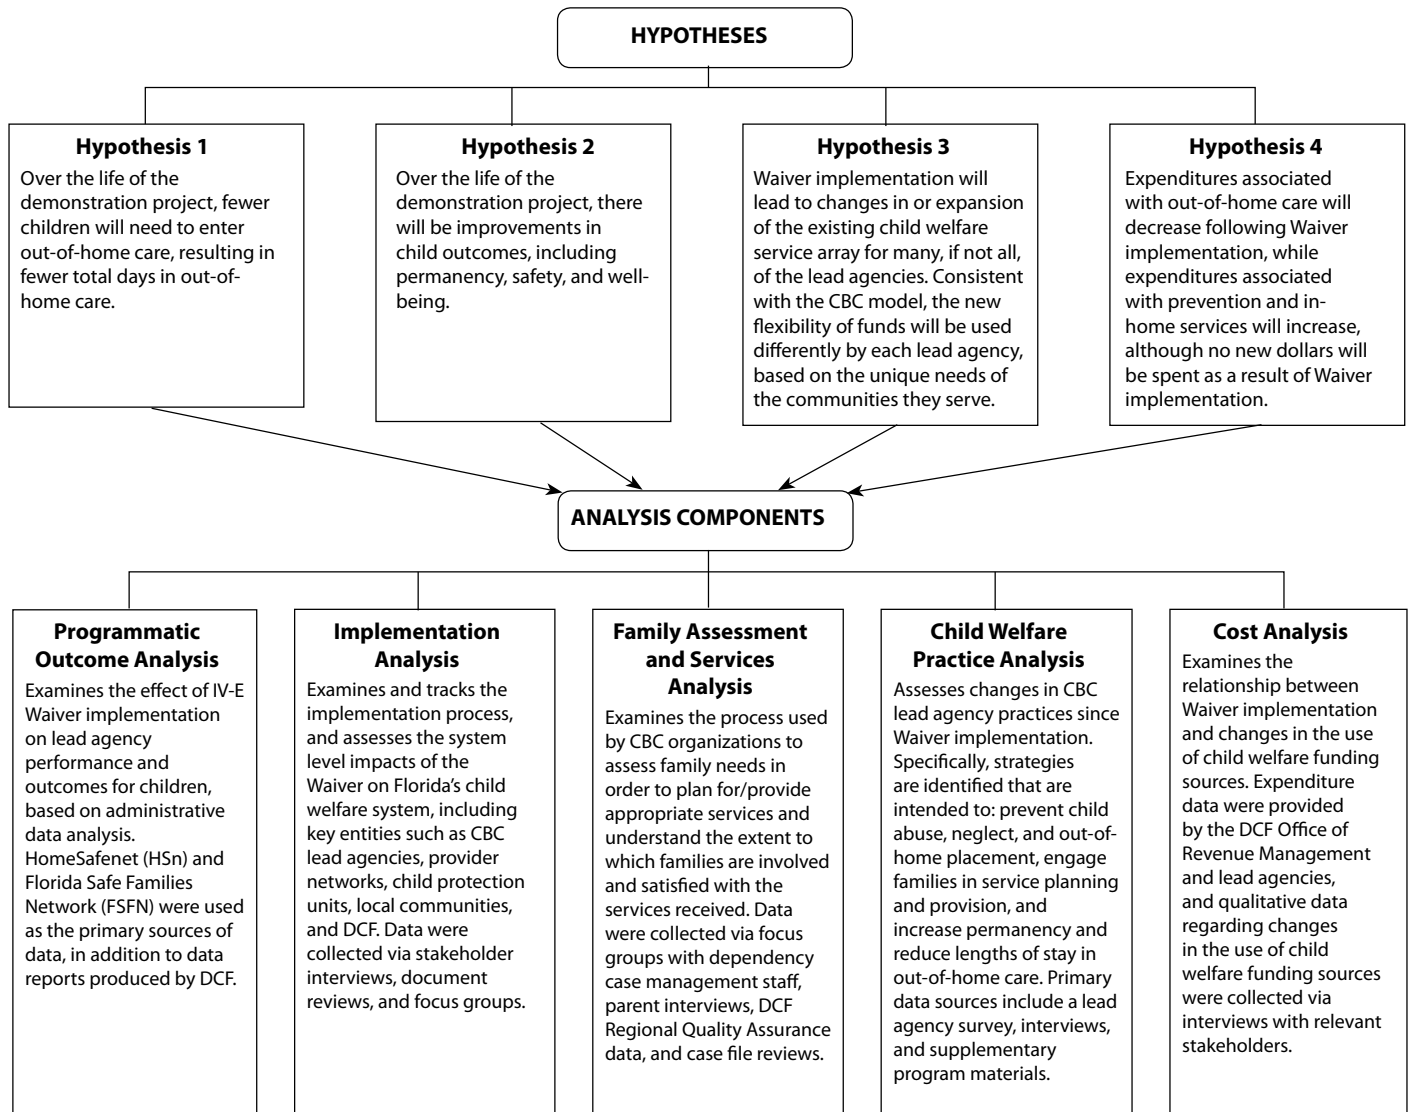 HYPOTHESES
Hypothesis 1
Over the life of the
demonstration project, fewer
children will need to enter
out-of-home care, resulting in
fewer total days in out-of-
home care.
Hypothesis 2
Over the life of the
demonstration project, there
will be improvements in
child outcomes, including
permanency, safety, and well-
being.
Hypothesis 3
Waiver implementation will
lead to changes in or expansion
of the existing child welfare
service array for many, if not all,
of the lead agencies. Consistent
with the CBC model, the new
flexibility of funds will be used
differently by each lead agency,
based on the unique needs of
the communities they serve.
Hypothesis 4
Expenditures associated
with out-of-home care will
decrease following Waiver
implementation, while
expenditures associated
with prevention and in-
home services will increase,
although no new dollars will
be spent as a result of Waiver
implementation.
ANALYSIS COMPONENTS
Programmatic
Outcome Analysis
Examines the effect of IV-E
Waiver implementation
on lead agency
performance and
outcomes for children,
based on administrative
data analysis.
HomeSafenet (HSn) and
Florida Safe Families
Network (FSFN) were used
as the primary sources of
data, in addition to data
reports produced by DCF.
Implementation
Analysis
Examines and tracks the
implementation process,
and assesses the system
level impacts of the
Waiver on Florida's child
welfare system, including
key entities such as CBC
lead agencies, provider
networks, child protection
units, local communities,
and DCF. Data were
collected via stakeholder
interviews, document
reviews, and focus groups.
Family Assessment
and Services
Analysis
Examines the process used
by CBC organizations to
assess family needs in
order to plan for/provide
appropriate services and
understand the extent to
which families are involved
and satisfied with the
services received. Data
were collected via focus
groups with dependency
case management staff,
parent interviews, DCF
Regional Quality Assurance
data, and case file reviews.
Child Welfare
Practice Analysis
Assesses changes in CBC
lead agency practices since
Waiver implementation.
Specifically, strategies
are identified that are
intended to: prevent child
abuse, neglect, and out-of-
home placement, engage
families in service planning
and provision, and
increase permanency and
reduce lengths of stay in
out-of-home care. Primary
data sources include a lead
agency survey, interviews,
and supplementary
program materials.
Cost Analysis
Examines the
relationship between
Waiver implementation
and changes in the use
of child welfare funding
sources. Expenditure
data were provided
by the DCF Office of
Revenue Management
and lead agencies,
and qualitative data
regarding changes
in the use of child
welfare funding sources
were collected via
interviews with relevant
stakeholders.